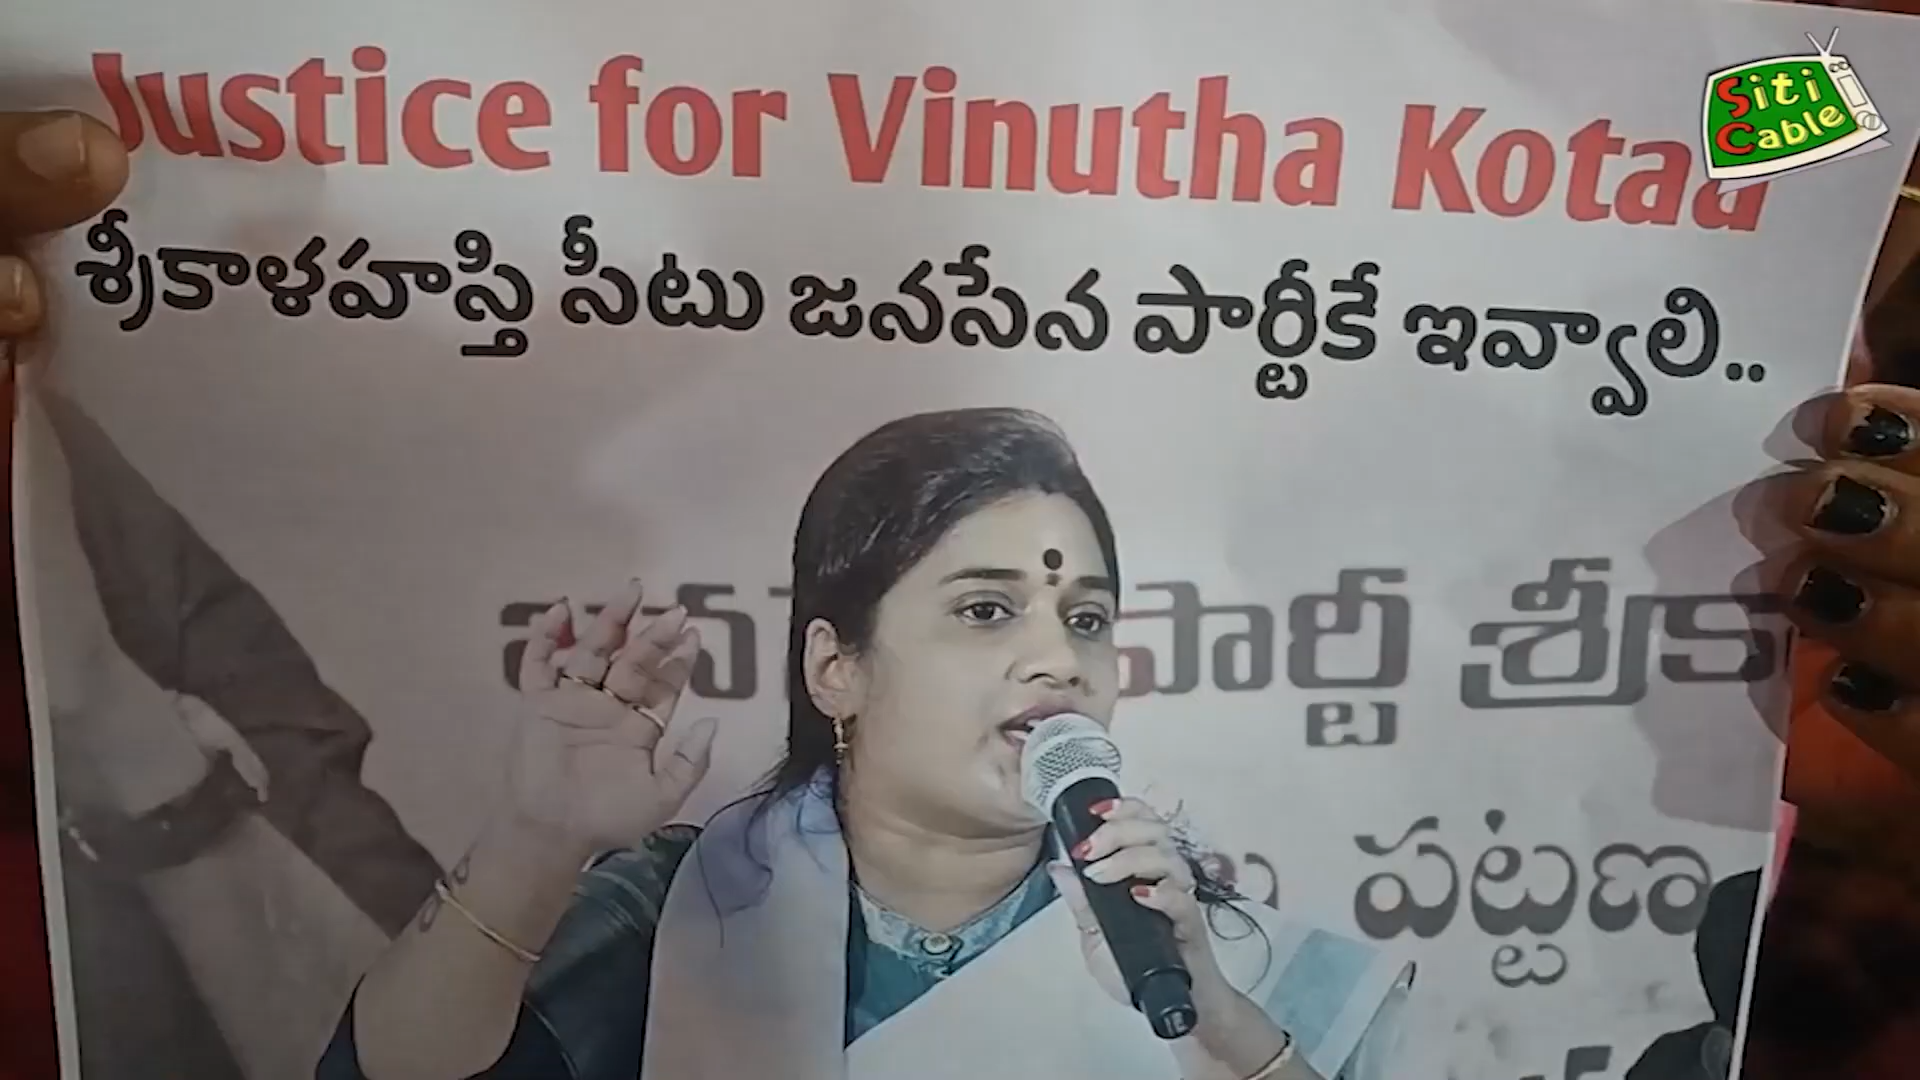 Justice for Vinutha Kotaa
శ్రీకాళహస్తి సీటు జనసేన పార్టీకే ఇవ్వాలి..
పార్టీ శ్రీకా
పట్టణ
Siti
Cable